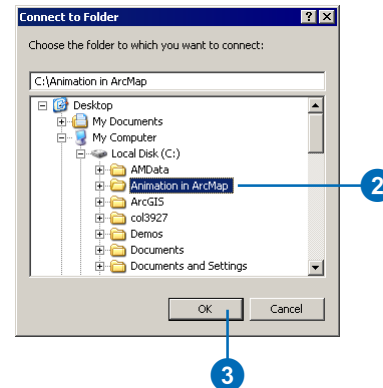 Connect to Folder
Choose the folder to which you want to connect:
C:\Animation in ArcMap
Desktop
My Documents
My Computer
Local Disk (C:)
AMData
Animation in ArcMap
2
ArcGIS
col3927
Demos
Documents
Documents and Settings
OK
Cancel
3